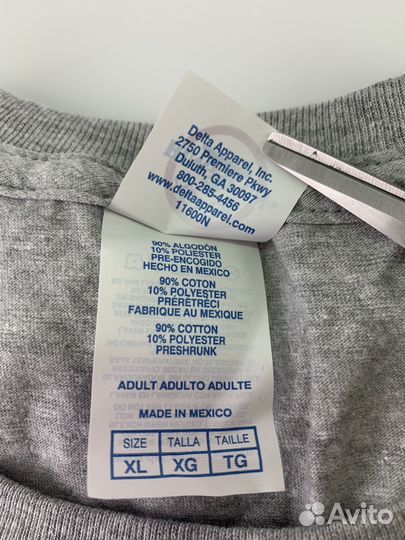 Delta Apparel, Inc.
2750 Premiere Pkwy
Duluth, GA 30097
800-285-4456
www.deltaapparel.com
11600N
90% ALGODÓN
10% POLIESTER
PRE-ENCOGIDO
HECHO EN MEXICO
90% COTON
10% POLYESTER
PRÉRÉTRÉCI
FABRIQUE AU MEXIQUE
90% COTTON
10% POLYESTER
PRESHRUNK
ADULT ADULTO ADULTE
MADE IN MEXICO
SIZE TALLA TAILLE
XL XG TG
Avito